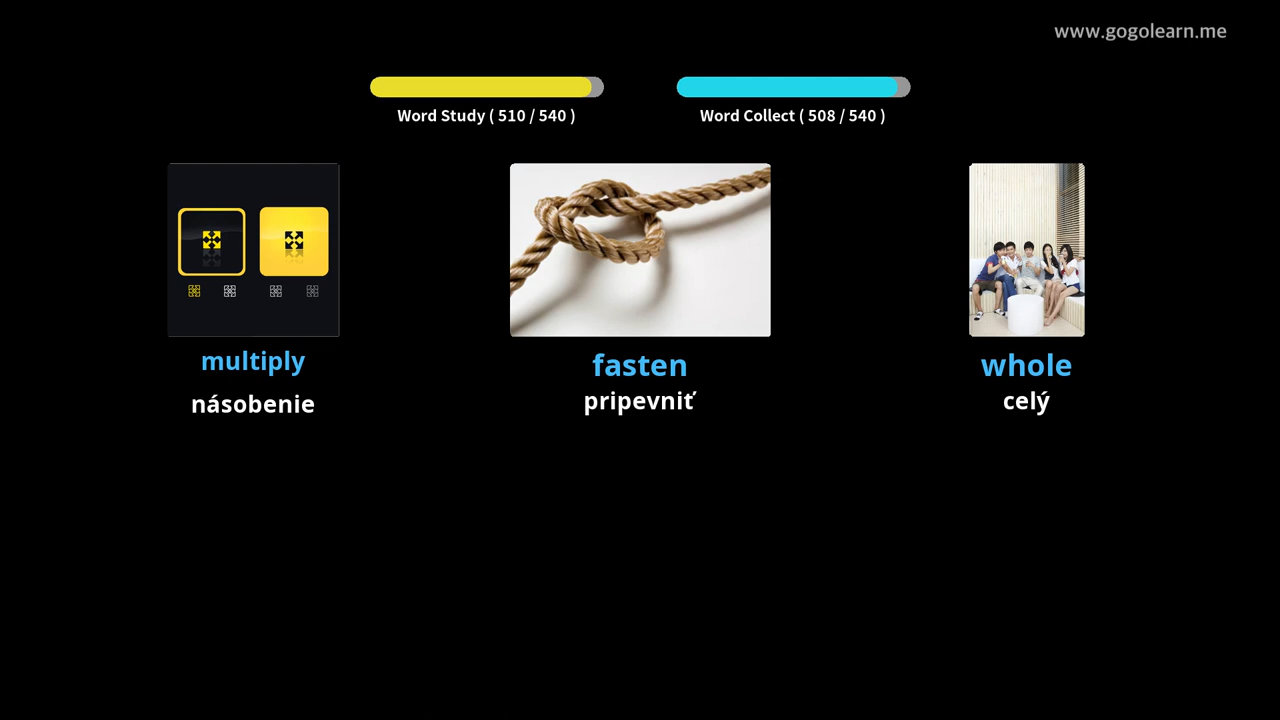 www.gogolearn.me
Word Study ( 510 / 540 )
Word Collect ( 508 / 540 )
multiply
násobenie
fasten
pripevniť
whole
celý